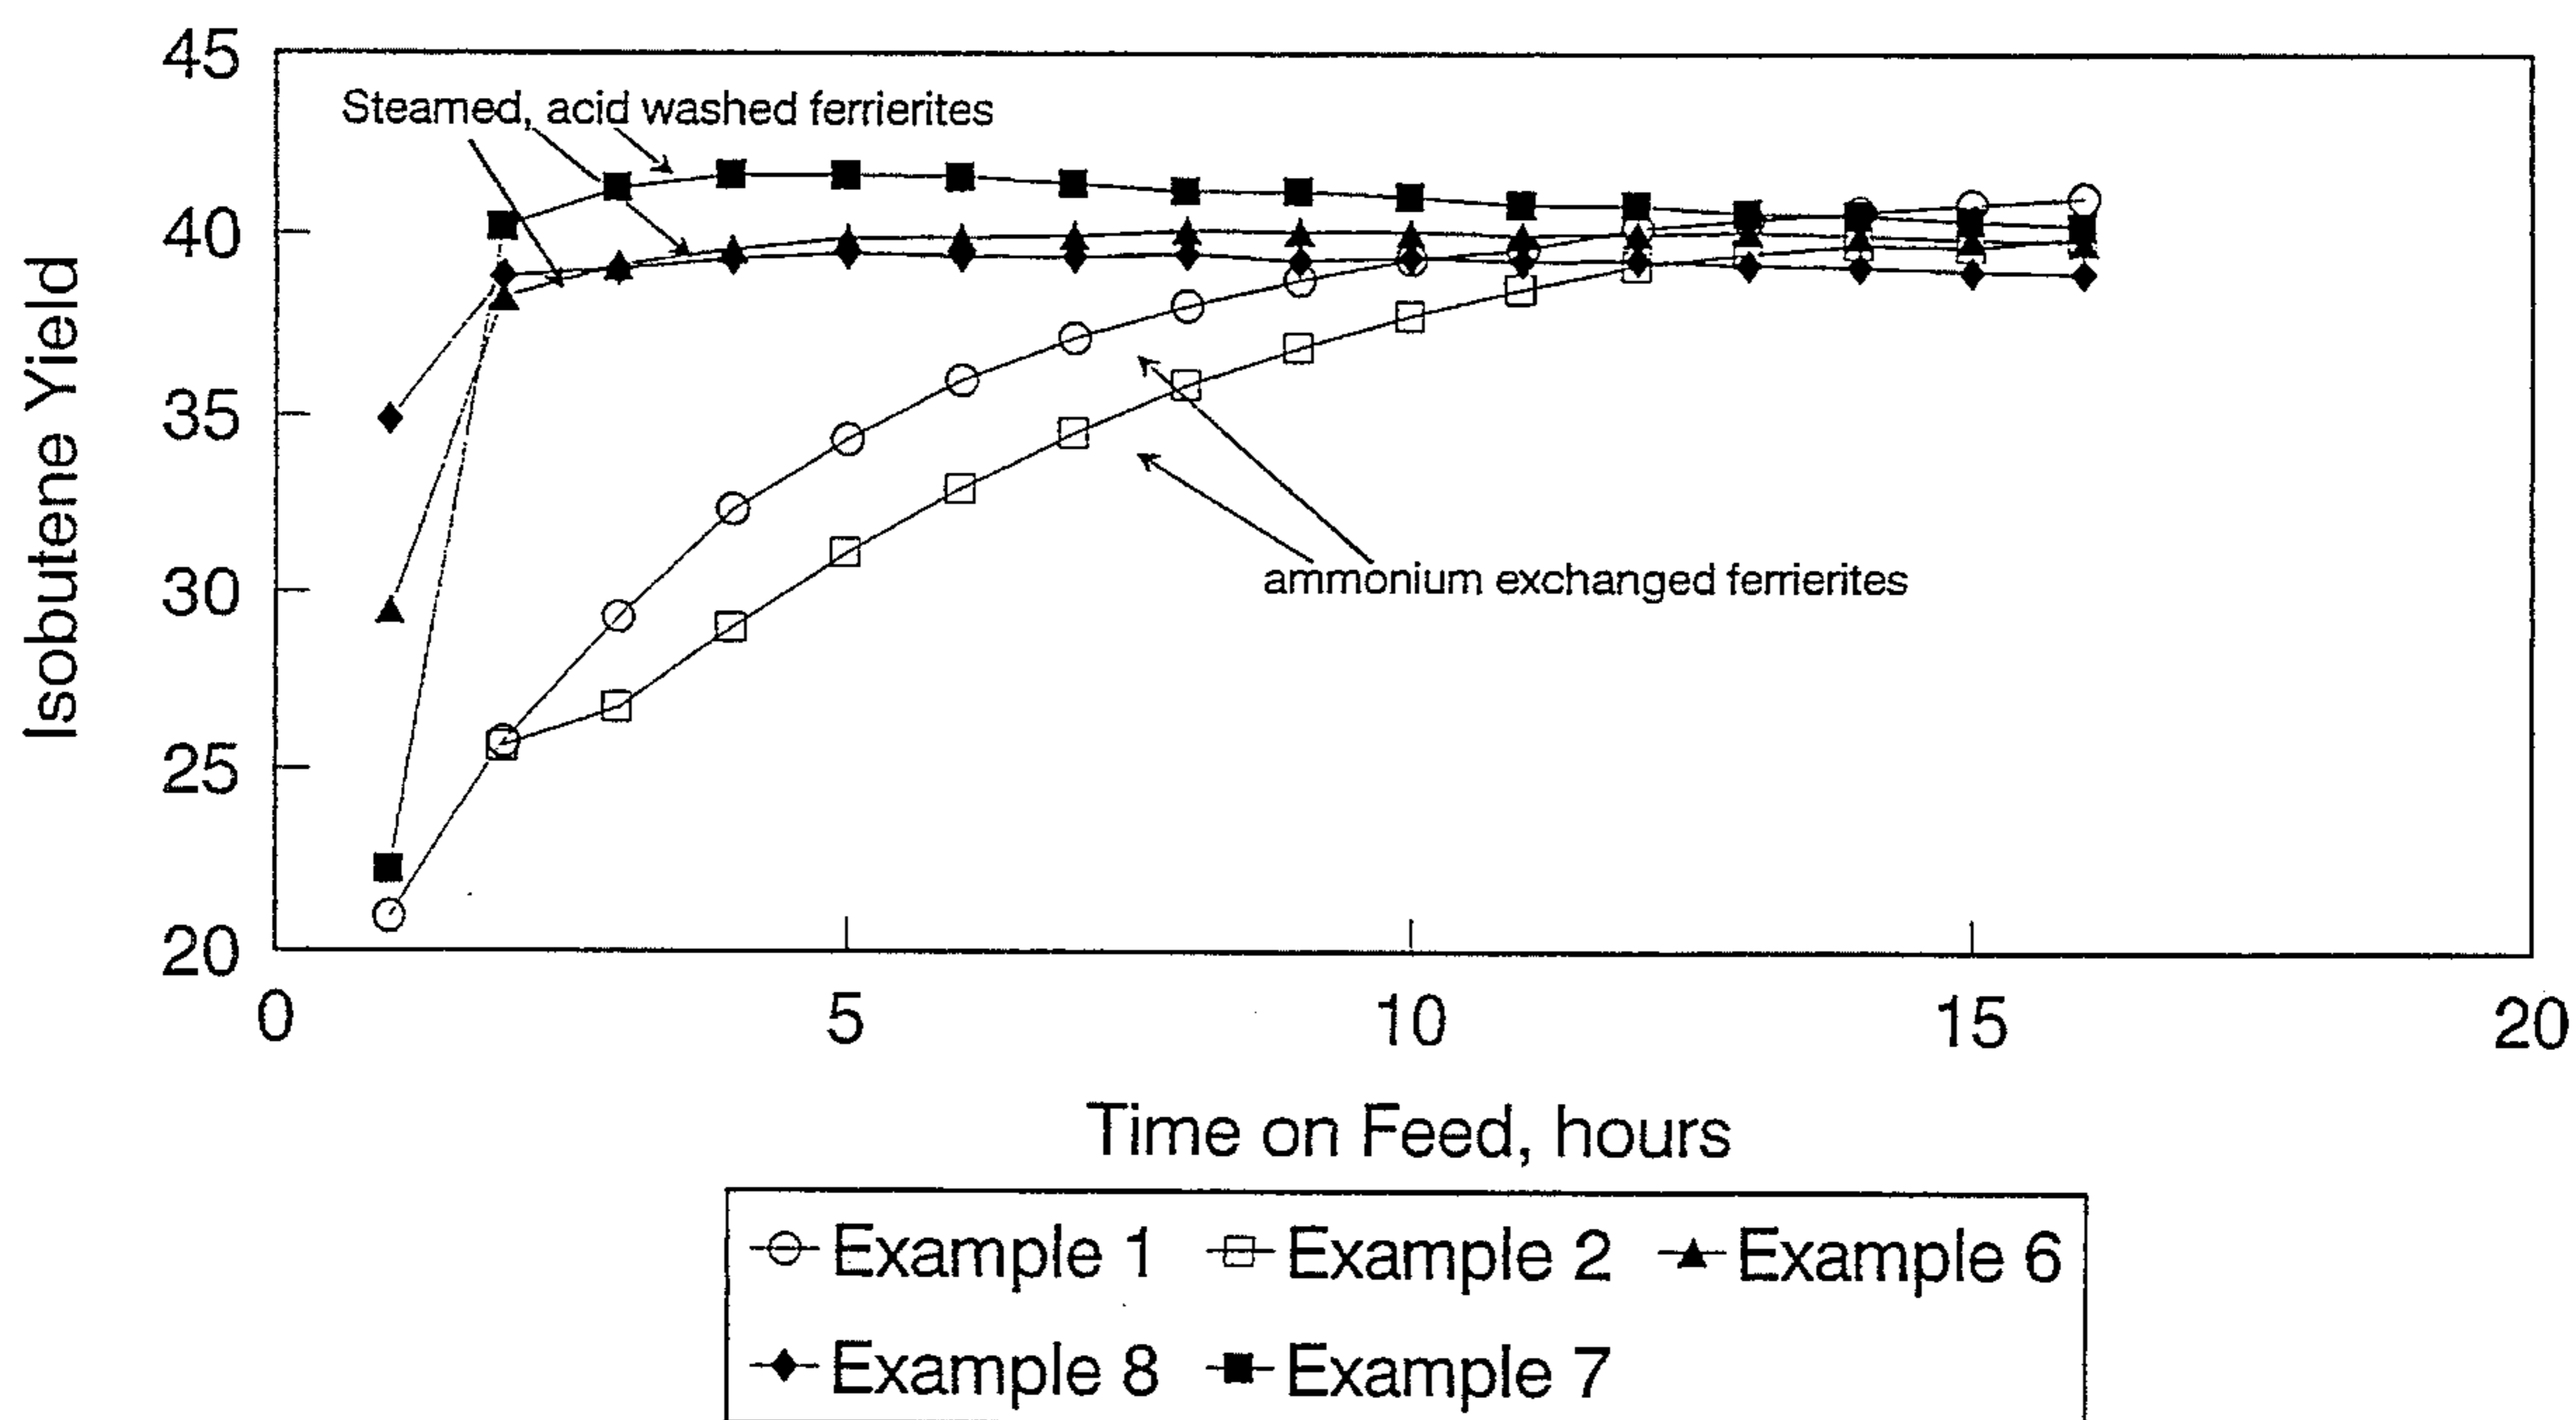 45
Steamed, acid washed ferrierites
40
35
30
25
20
Isobutene Yield
ammonium exchanged ferrierites
0 5 10 15 20
Time on Feed, hours
Example 1 Example 2 Example 6
Example 8 Example 7